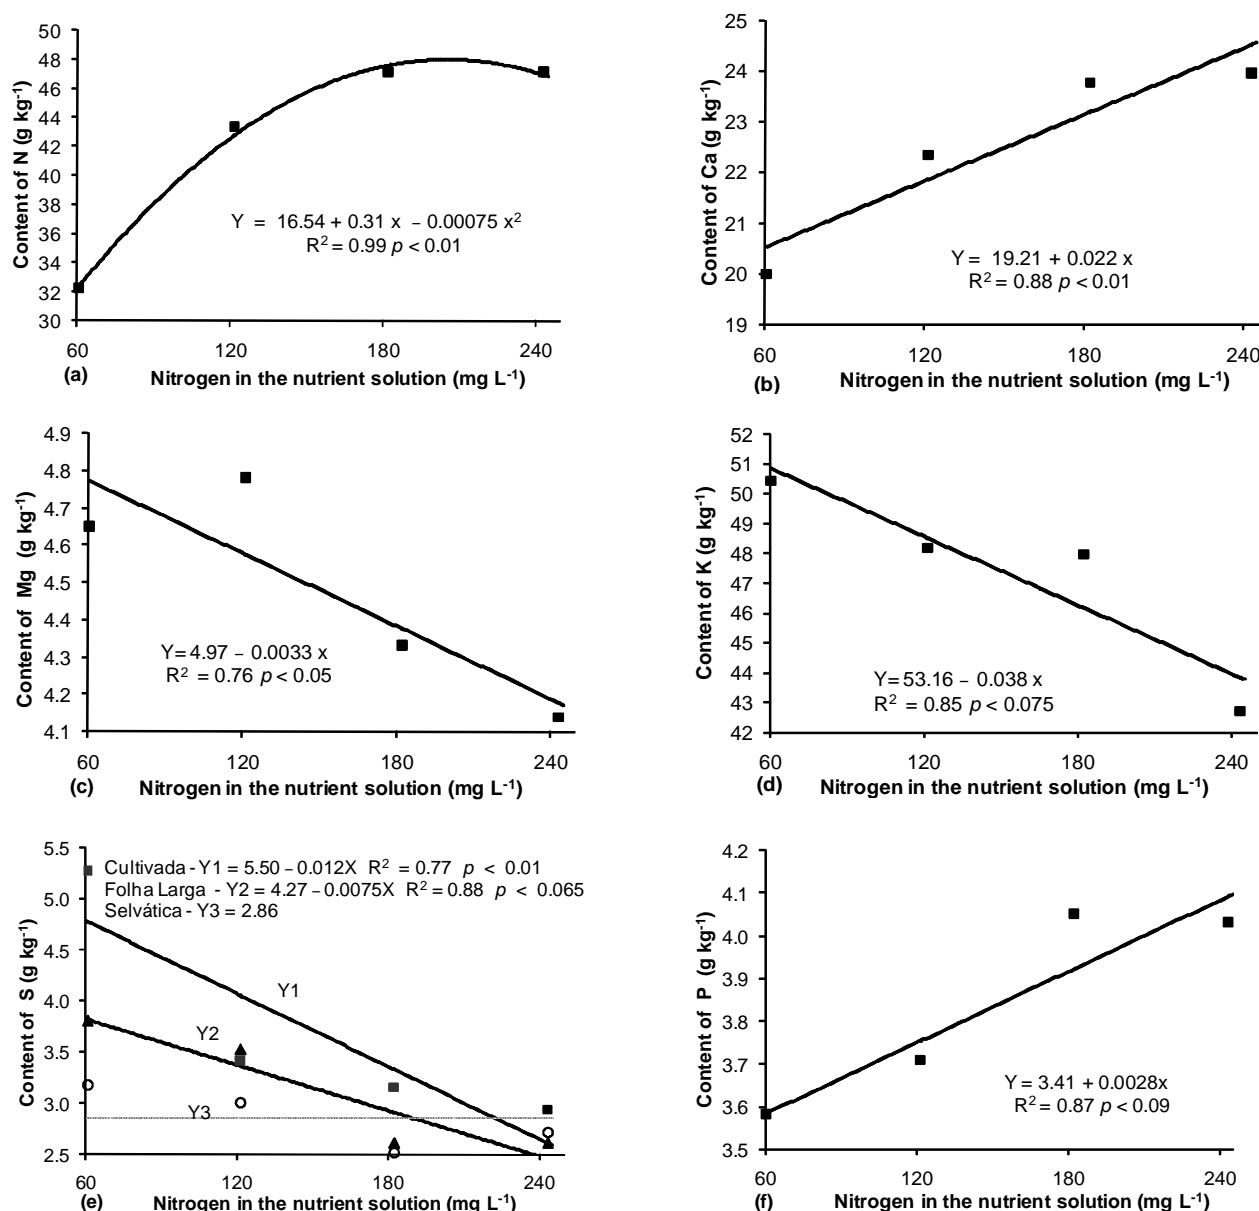 50
48
46
44
42
40
38
36
34
32
30
Content of N (g kg-1)
Y = 16.54 + 0.31 x − 0.00075 x2
R2 = 0.99 p < 0.01
60 120 180 240
(a) Nitrogen in the nutrient solution (mg L-1)
25
24
23
22
21
20
19
Content of Ca (g kg-1)
Y = 19.21 + 0.022 x
R2 = 0.88 p < 0.01
60 120 180 240
(b) Nitrogen in the nutrient solution (mg L-1)
4.9
4.8
4.7
4.6
4.5
4.4
4.3
4.2
4.1
Content of Mg (g kg-1)
Y= 4.97 − 0.0033 x
R2 = 0.76 p < 0.05
60 120 180 240
(c) Nitrogen in the nutrient solution (mg L-1)
52
51
50
49
48
47
46
45
44
43
42
Content of K (g kg-1)
Y= 53.16 − 0.038 x
R2 = 0.85 p < 0.075
60 120 180 240
(d) Nitrogen in the nutrient solution (mg L-1)
5.5
5.0
4.5
4.0
3.5
3.0
2.5
Content of S (g kg-1)
Cultivada - Y1 = 5.50 − 0.012X R2 = 0.77 p < 0.01
Folha Larga - Y2 = 4.27 − 0.0075X R2 = 0.88 p < 0.065
Selvática - Y3 = 2.86
Y1
Y2
Y3
60 120 180 240
(e) Nitrogen in the nutrient solution (mg L-1)
4.2
4.1
4.0
3.9
3.8
3.7
3.6
3.5
Content of P (g kg-1)
Y = 3.41 + 0.0028x
R2 = 0.87 p < 0.09
60 120 180 240
(f) Nitrogen in the nutrient solution (mg L-1)